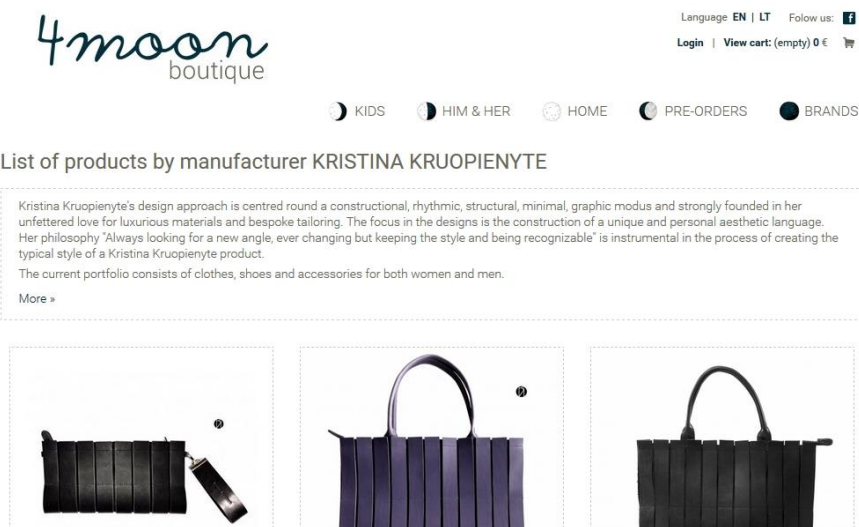 4moon
boutique
Language EN | LT Folow us:
Login | View cart: (empty) 0 €
KIDS HIM & HER HOME PRE-ORDERS BRANDS
List of products by manufacturer KRISTINA KRUOPIENYTE
Kristina Kruopienyte's design approach is centred round a constructional, rhythmic, structural, minimal, graphic modus and strongly founded in her
unfettered love for luxurious materials and bespoke tailoring. The focus in the designs is the construction of a unique and personal aesthetic language.
Her philosophy "Always looking for a new angle, ever changing but keeping the style and being recognizable" is instrumental in the process of creating the
typical style of a Kristina Kruopienyte product.
The current portfolio consists of clothes, shoes and accessories for both women and men.
More »